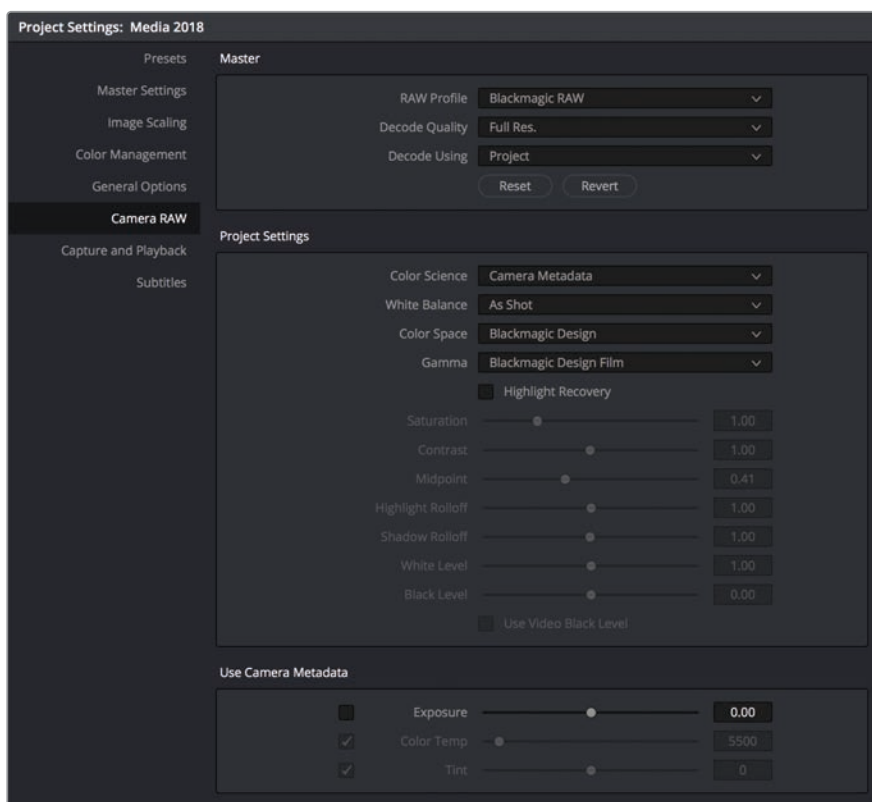 Project Settings: Media 2018
Presets
Master Settings
Image Scaling
Color Management
General Options
Camera RAW
Capture and Playback
Subtitles
Master
RAW Profile Blackmagic RAW
Decode Quality Full Res.
Decode Using Project
Reset Revert
Project Settings
Color Science Camera Metadata
White Balance As Shot
Color Space Blackmagic Design
Gamma Blackmagic Design Film
Highlight Recovery
Saturation 1.00
Contrast 1.00
Midpoint 0.41
Highlight Rolloff 1.00
Shadow Rolloff 1.00
White Level 1.00
Black Level 0.00
Use Video Black Level
Use Camera Metadata
Exposure 0.00
Color Temp 5500
Tint 0